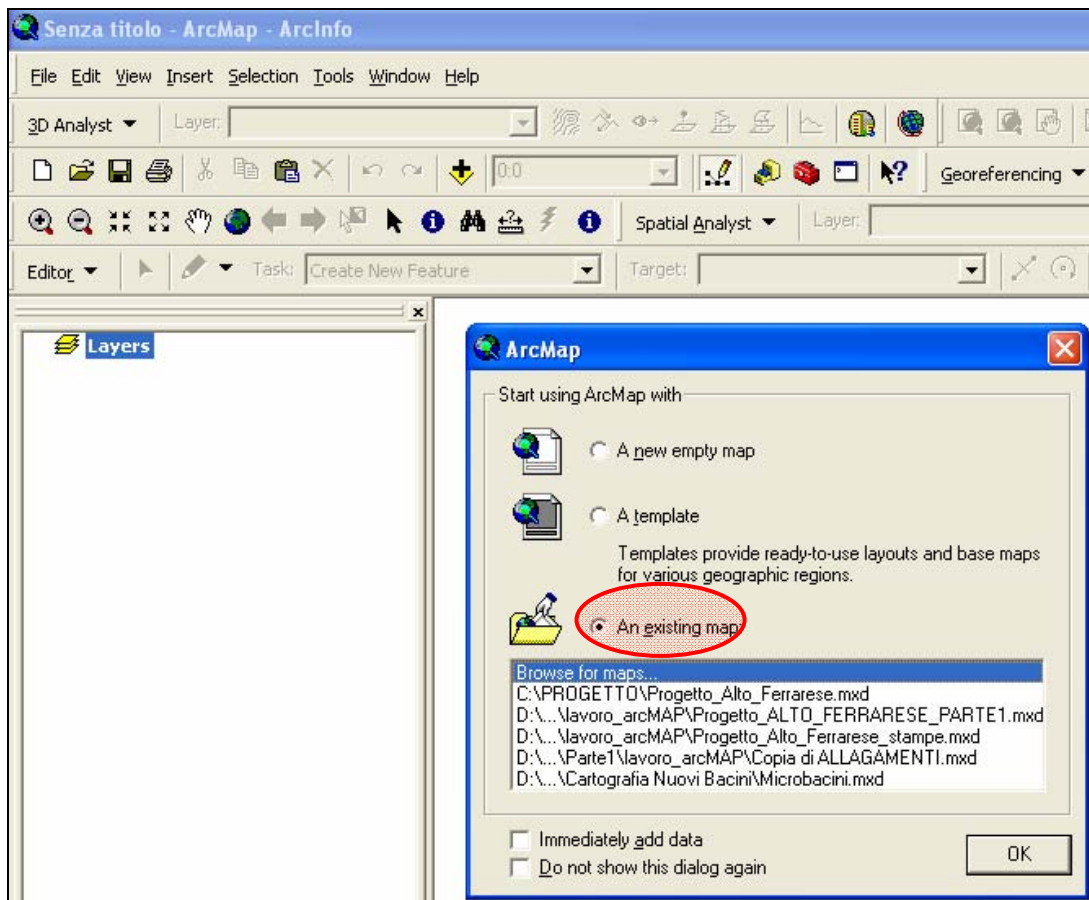 Senza titolo - ArcMap - ArcInfo
File Edit View Insert Selection Tools Window Help
3D Analyst Layer:
0:0 Georeferencing
Spatial Analyst Layer:
Editor Task: Create New Feature Target:
Layers
ArcMap
Start using ArcMap with
A new empty map
A template
Templates provide ready-to-use layouts and base maps
for various geographic regions.
An existing map
Browse for maps...
C:\PROGETTO\Progetto_Alto_Ferrarese.mxd
D:\...\lavoro_arcMAP\Progetto_ALTO_FERRARESE_PARTE1.mxd
D:\...\lavoro_arcMAP\Progetto_Alto_Ferrarese_stampe.mxd
D:\...\Parte1\lavoro_arcMAP\Copia di ALLAGAMENTI.mxd
D:\...\Cartografia Nuovi Bacini\Microbacini.mxd
Immediately add data
Do not show this dialog again
OK